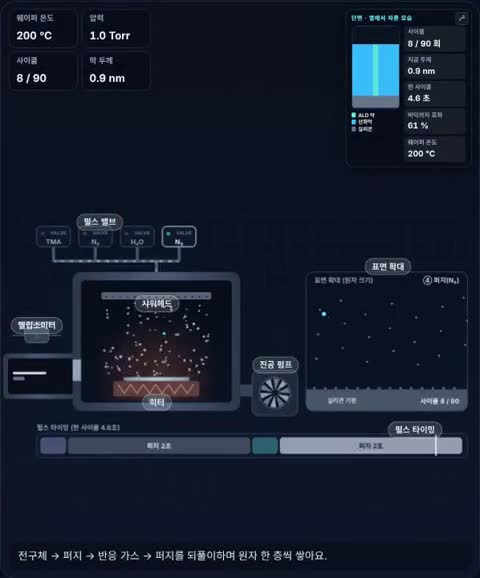 웨이퍼 온도
200 °C
압력
1.0 Torr
사이클
8 / 90
막 두께
0.9 nm
단면 · 옆에서 자른 모습
사이클
8 / 90 회
지금 두께
0.9 nm
한 사이클
4.6 초
바닥까지 포화
61 %
웨이퍼 온도
200 °C
ALD 막
산화막
실리콘
펄스 밸브
VALVE
TMA
VALVE
N₂
VALVE
H₂O
VALVE
N₂
샤워헤드
엘립소미터
히터
진공 펌프
표면 확대
표면 확대 (원자 크기)
④ 퍼지(N₂)
실리콘 기판
사이클 8 / 90
펄스 타이밍 (한 사이클 4.6초)
펄스 타이밍
퍼지 2초
퍼지 2초
전구체 → 퍼지 → 반응 가스 → 퍼지를 되풀이하며 원자 한 층씩 쌓아요.